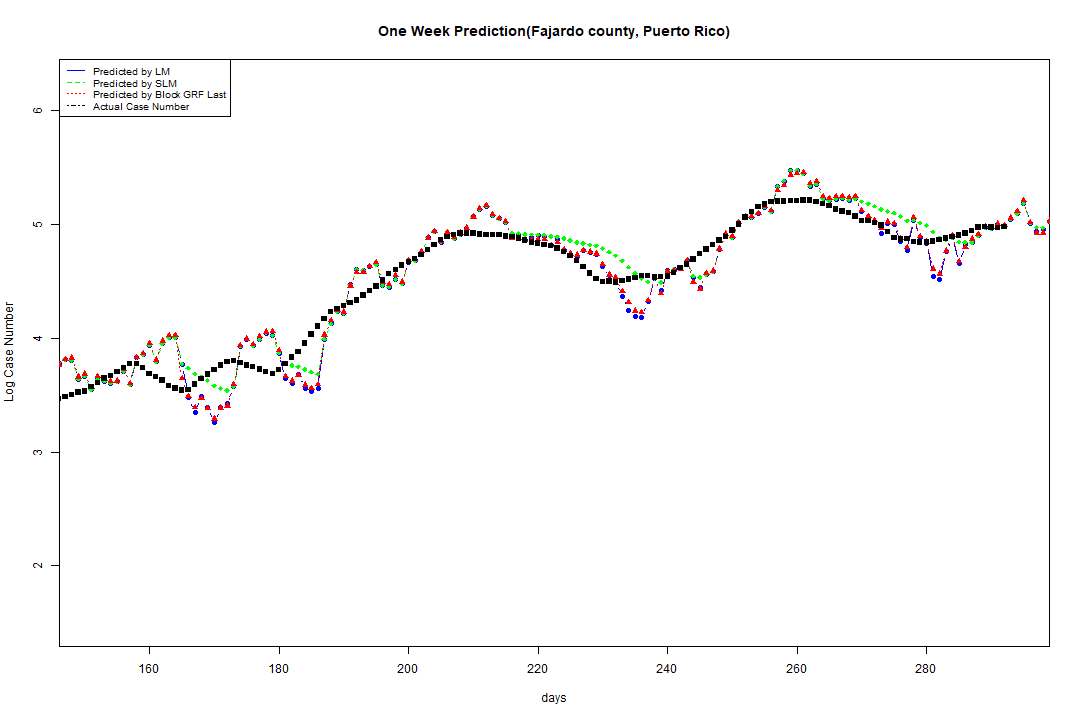 One Week Prediction(Fajardo county, Puerto Rico)
Predicted by LM
Predicted by SLM
Predicted by Block GRF Last
Actual Case Number
Log Case Number
6
5
4
3
2
160 180 200 220 240 260 280
days